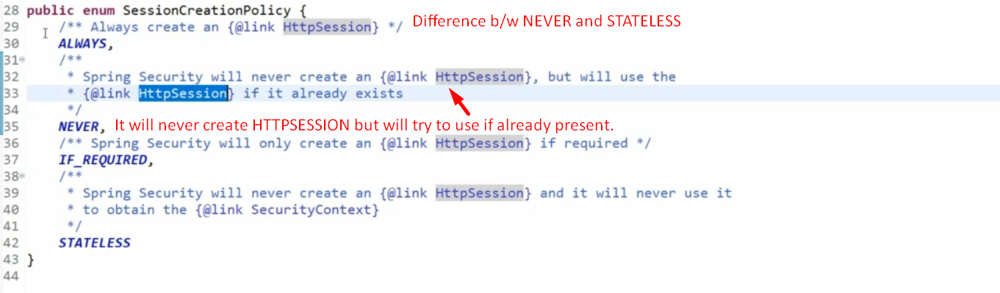 28 public enum SessionCreationPolicy {
Difference b/w NEVER and STATELESS
29 /** Always create an {@link HttpSession} */
30 ALWAYS,
31 /**
32 * Spring Security will never create an {@link HttpSession}, but will use the
33 * {@link HttpSession} if it already exists
34 */
35 NEVER, It will never create HTTPSESSION but will try to use if already present.
36 /** Spring Security will only create an {@link HttpSession} if required */
37 IF_REQUIRED,
38 /**
39 * Spring Security will never create an {@link HttpSession} and it will never use it
40 * to obtain the {@link SecurityContext}
41 */
42 STATELESS
43 }
44